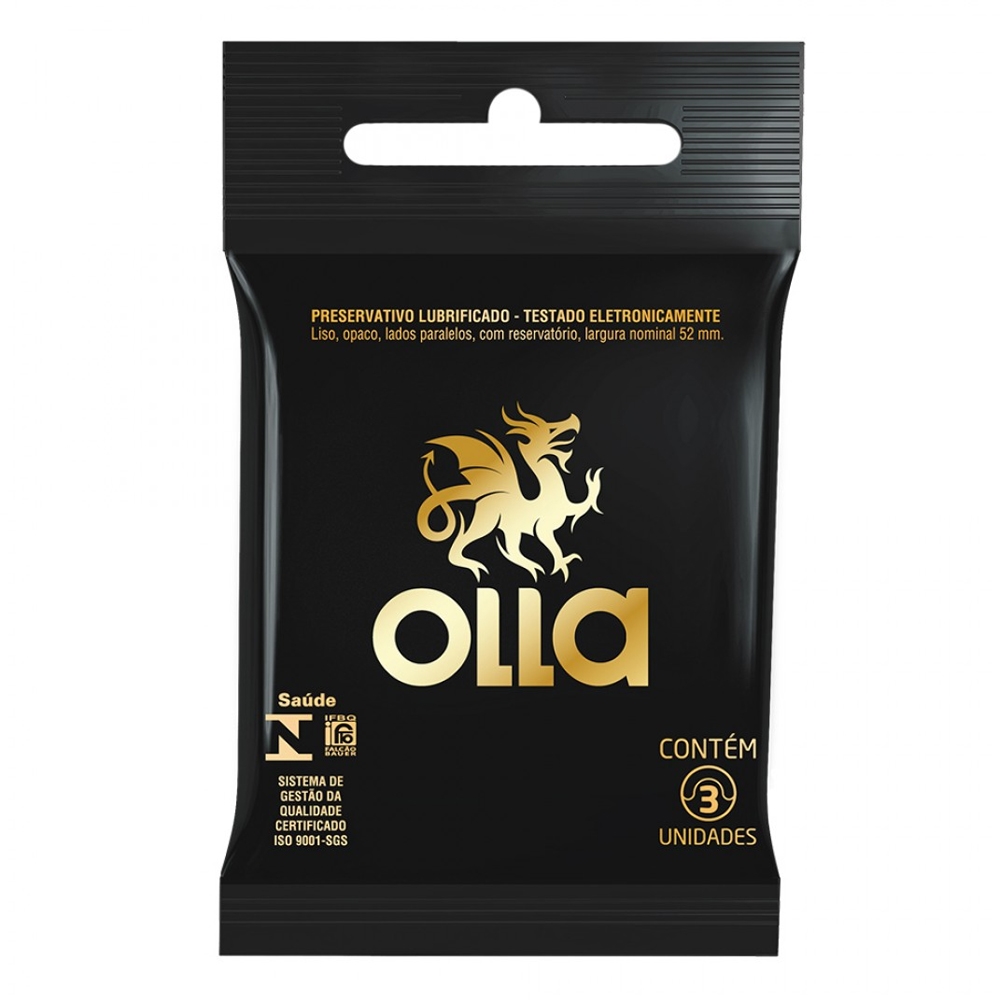 PRESERVATIVO LUBRIFICADO - TESTADO ELETRONICAMENTE
Liso, opaco, lados paralelos, com reservatório, largura nominal 52 mm.
OLLA
Saúde
IFBQ
FALCÃO
BAUER
SISTEMA DE
GESTÃO DA
QUALIDADE
CERTIFICADO
ISO 9001-SGS
CONTÉM
3
UNIDADES